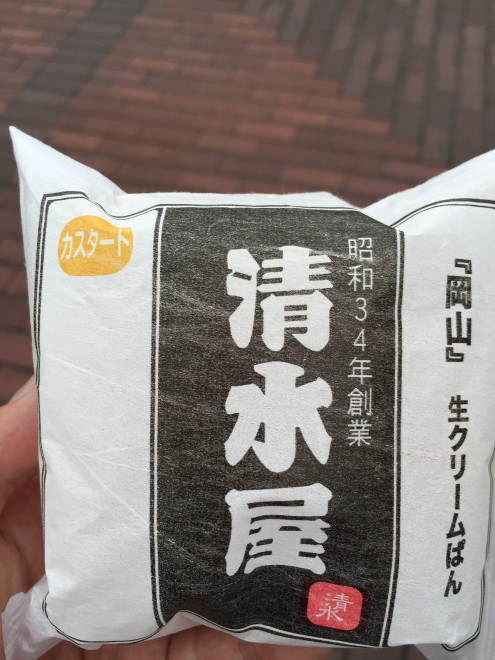 『岡山』 生クリームぱん
昭和34年創業
清水屋
清水
カスタード